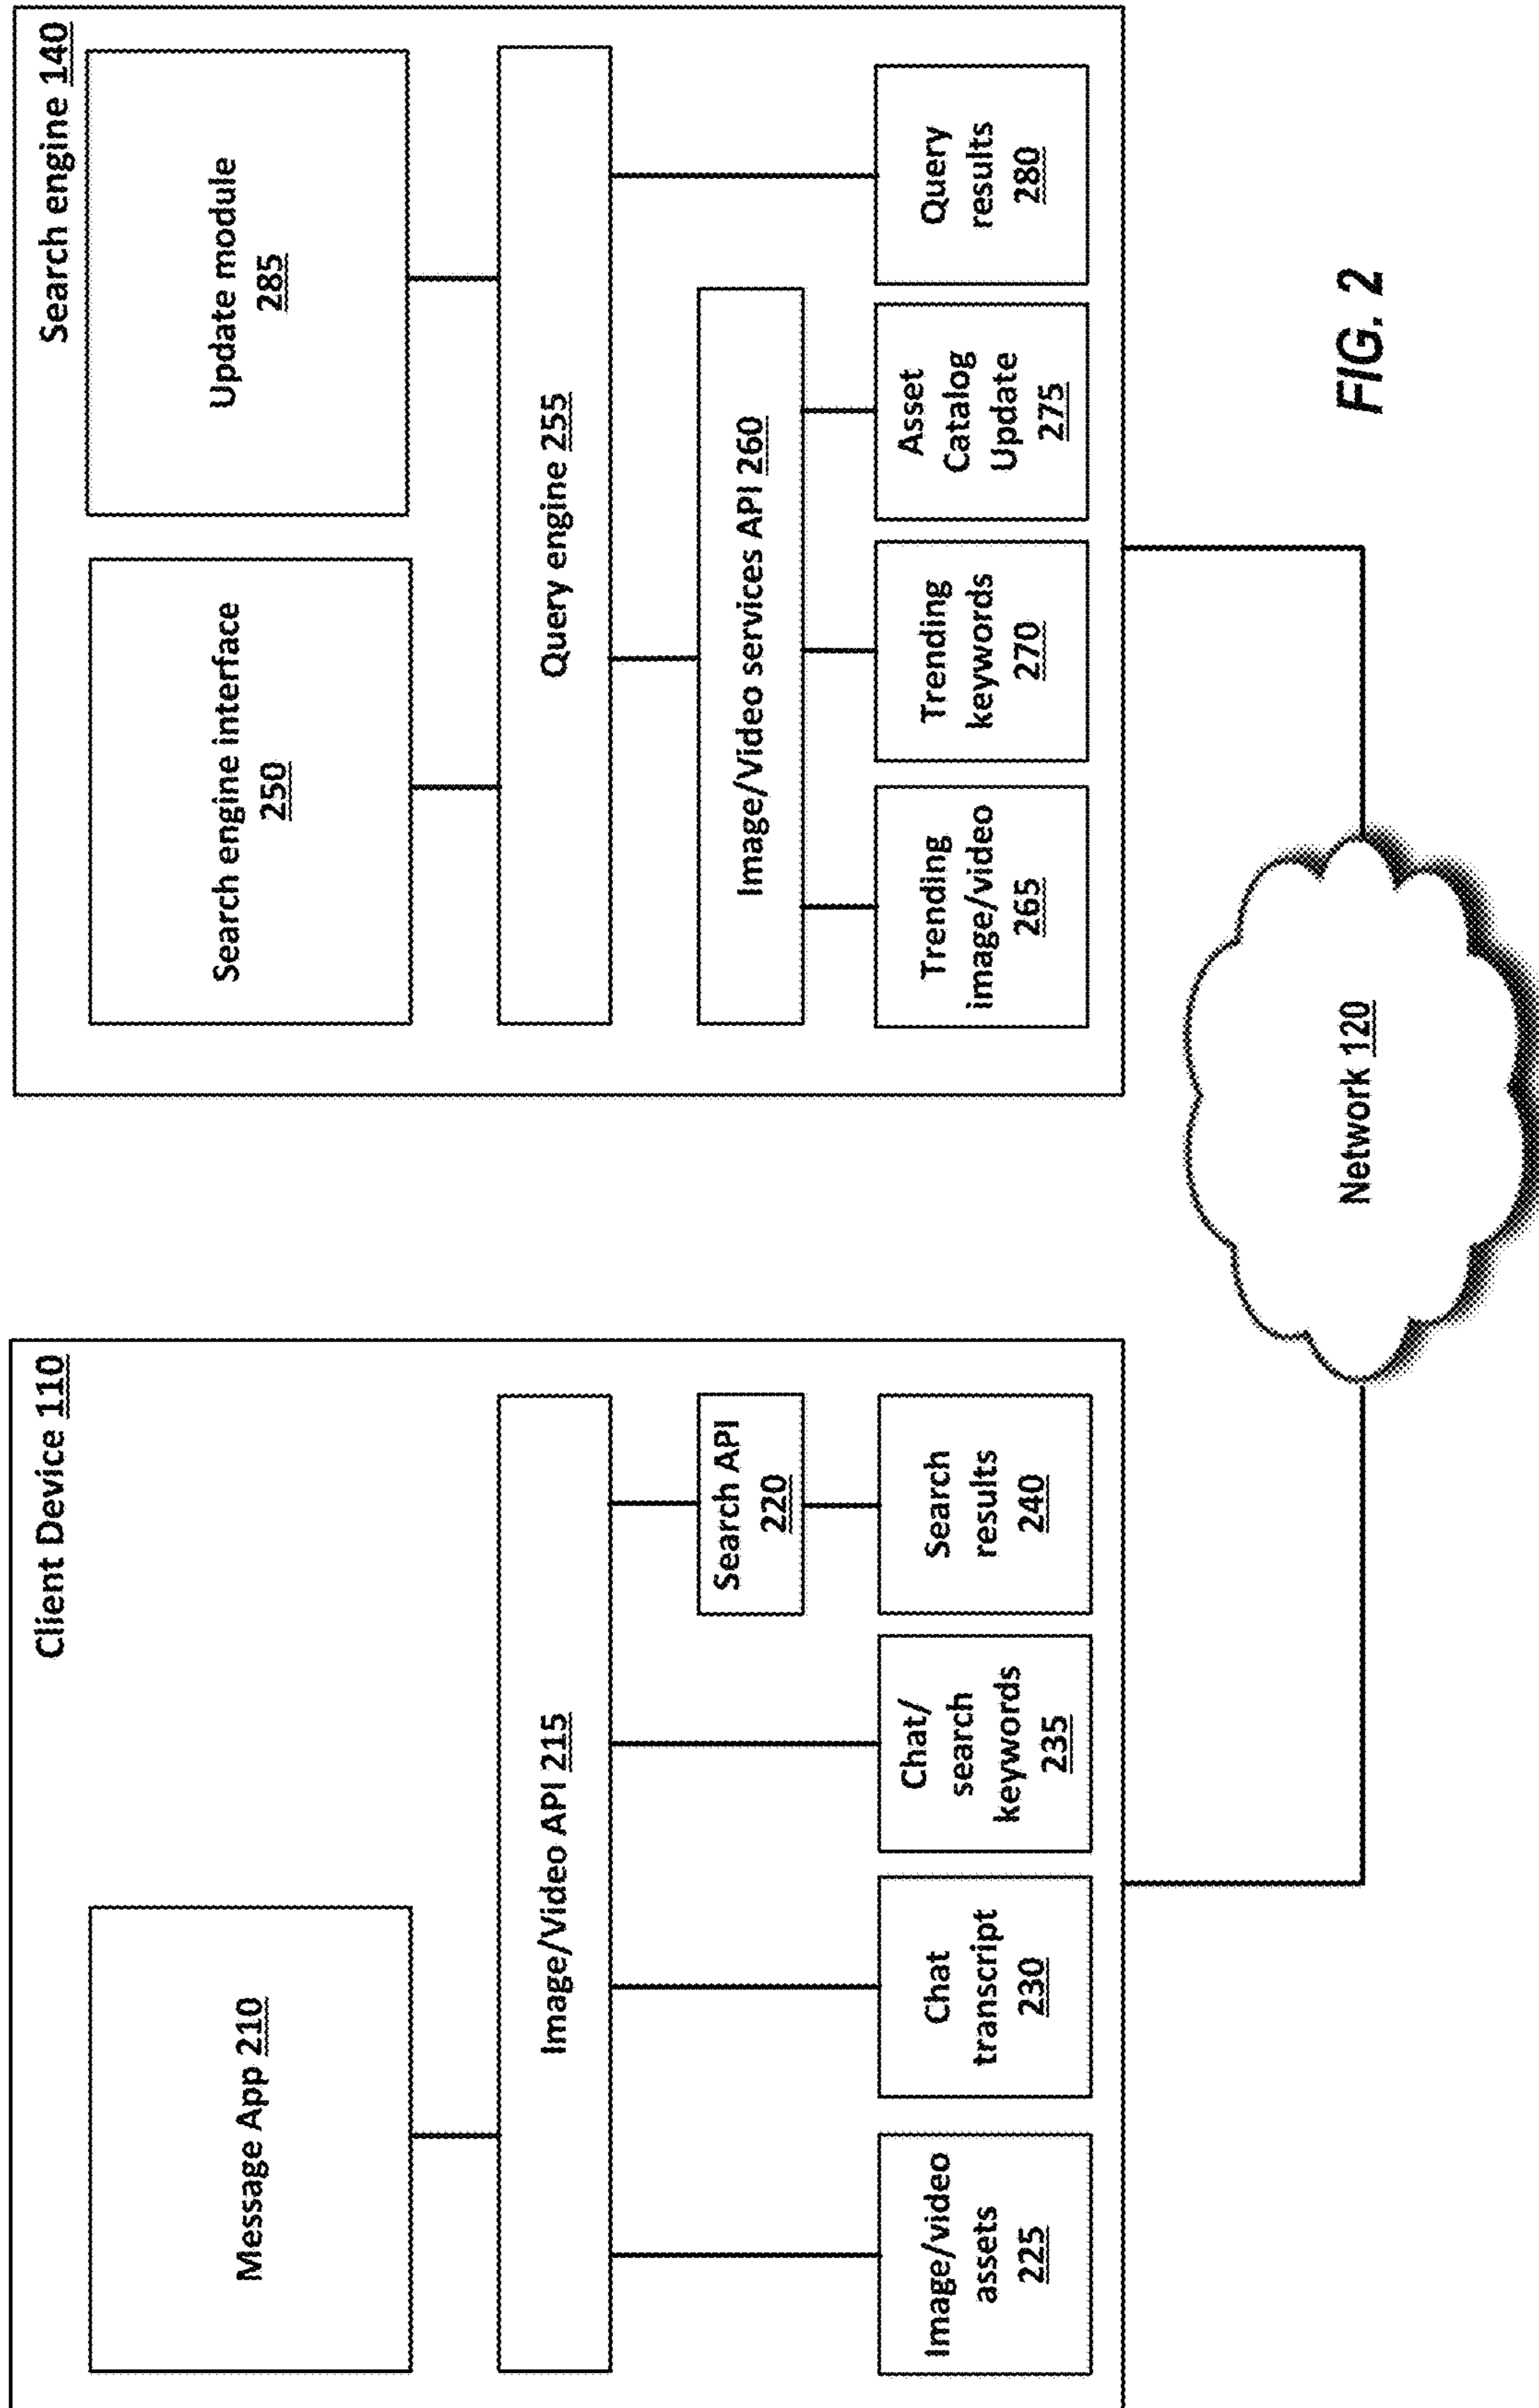 Client Device 110
Message App 210
Image/Video API 215
Search API
220
Image/video
assets
225
Chat
transcript
230
Chat/
search
keywords
235
Search
results
240
Search engine 140
Search engine interface
250
Update module
285
Query engine 255
Image/Video services API 260
Trending
image/video
265
Trending
keywords
270
Asset
Catalog
Update
275
Query
results
280
Network 120
FIG. 2